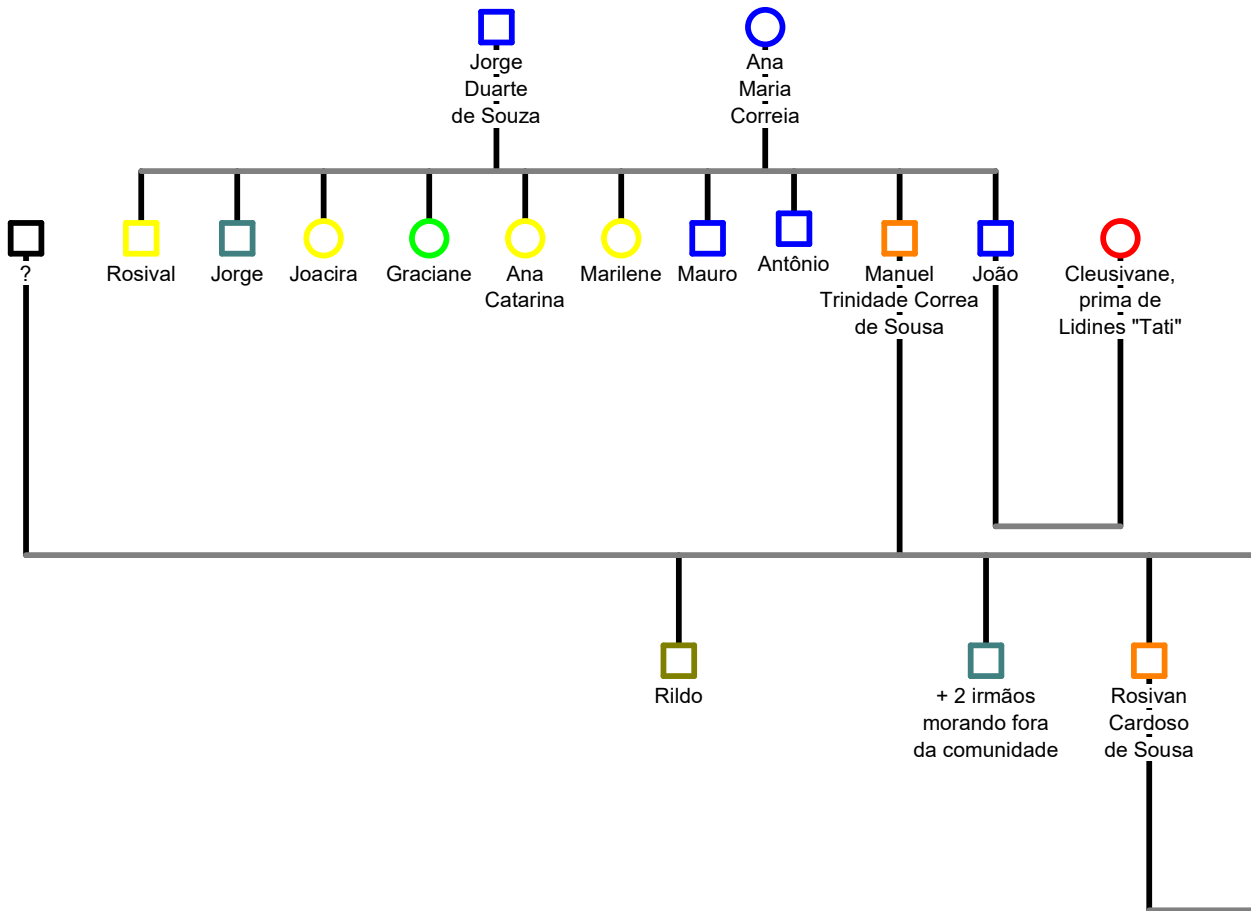 Jorge
Duarte
de Souza
Ana
Maria
Correia
?
Rosival
Jorge
Joacira
Graciane
Ana
Catarina
Marilene
Mauro
Antônio
Manuel
Trinidade Correa
de Sousa
João
Cleusivane,
prima de
Lidines "Tati"
Rildo
+ 2 irmãos
morando fora
da comunidade
Rosivan
Cardoso
de Sousa